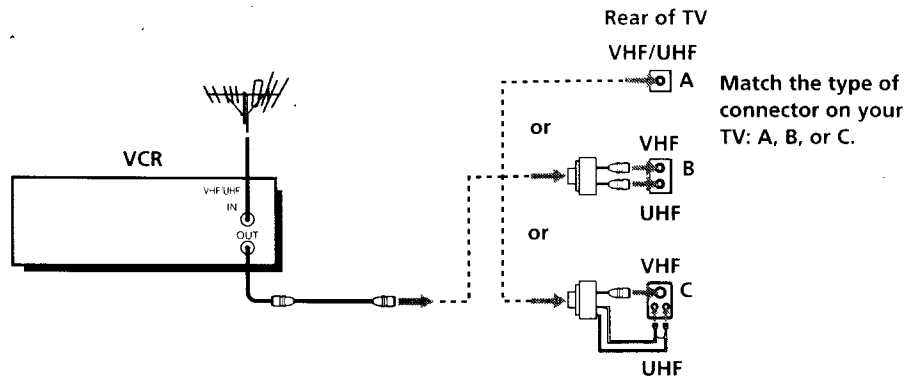 Rear of TV
VHF/UHF
A
Match the type of
connector on your
TV: A, B, or C.
or
VCR
VHF
B
VHF/UHF
IN
UHF
OUT
or
VHF
C
UHF